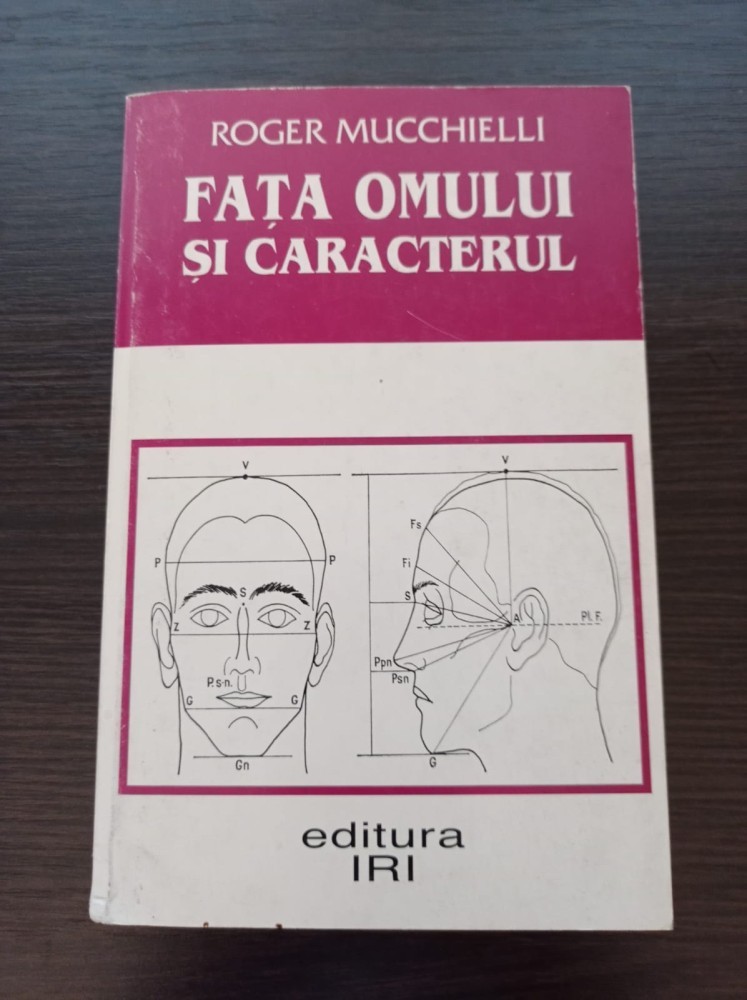 ROGER MUCCHIELLI
FAȚA OMULUI
ȘI CARACTERUL
V
V
Fs
P
P
Fi
S
S
Z
Z
A
Pl. F.
Ppn
P.s-n.
Psn
G
G
Gn
G
editura
IRI